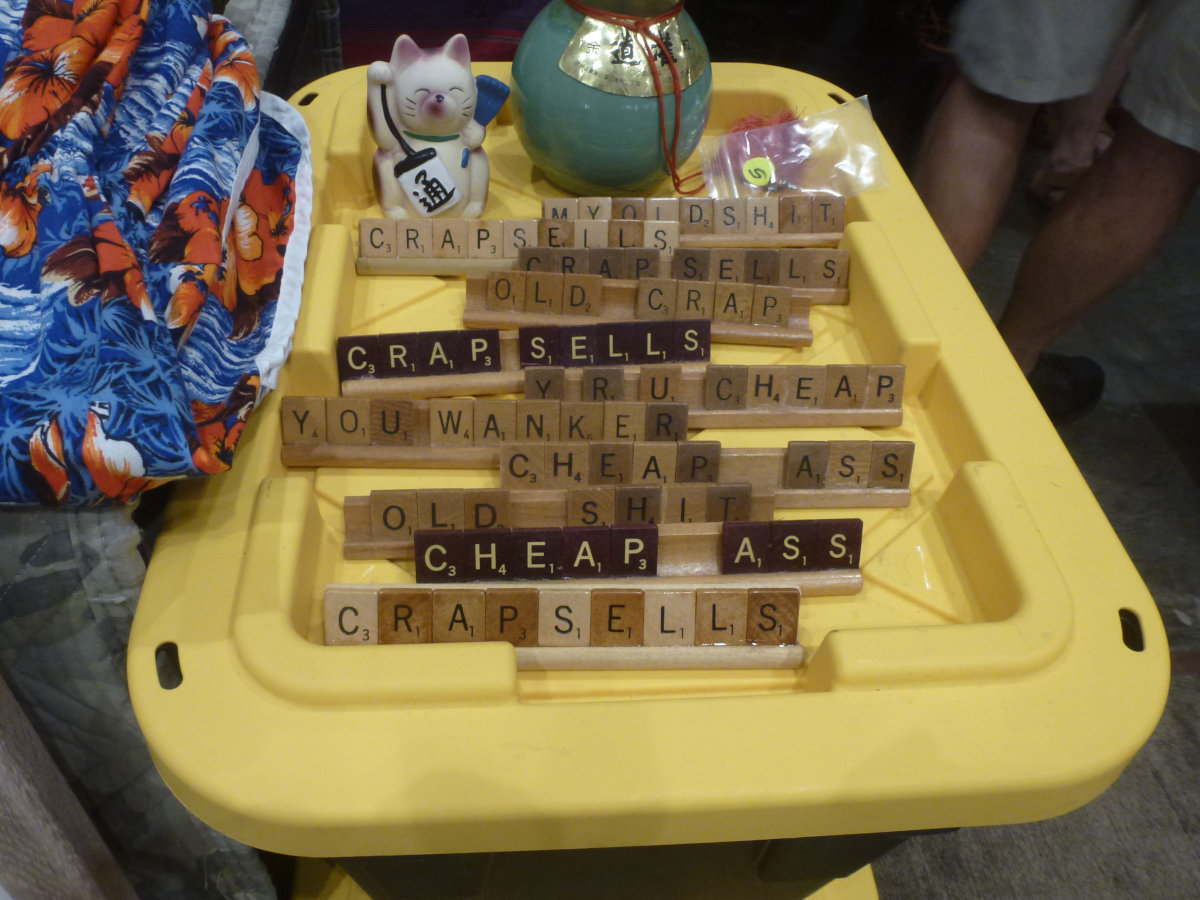 道
通
S
MY OLD SHIT
CRAP SELLS
CRAP SELLS
OLD CRAP
CRAP SELLS
Y R U CHEAP
YOU WANKER
CHEAP ASS
OLD SHIT
CHEAP ASS
CRAP SELLS